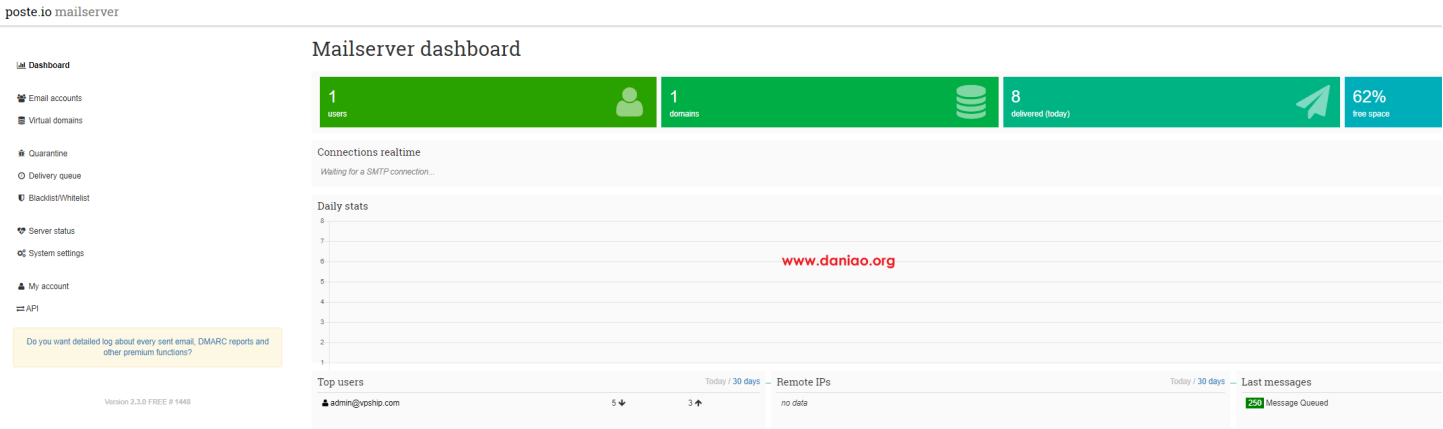 poste.io mailserver
Mailserver dashboard
Dashboard
Email accounts
Virtual domains
Quarantine
Delivery queue
Blacklist/Whitelist
Server status
System settings
My account
API
Do you want detailed log about every sent email, DMARC reports and
other premium functions?
Version 2.3.0 FREE # 1448
1
users
1
domains
8
delivered (today)
62%
free space
Connections realtime
Waiting for a SMTP connection...
Daily stats
8
7
6
5
4
3
2
1
www.daniao.org
Top users Today / 30 days
admin@vpship.com 5 3
Remote IPs Today / 30 days
no data
Last messages
250 Message Queued